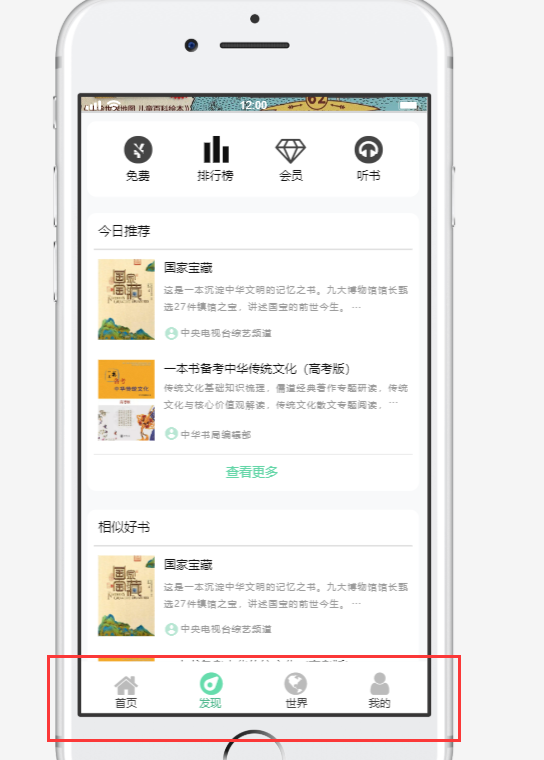 12:00
免费 排行榜 会员 听书
今日推荐
国家宝藏
这是一本沉淀中华文明的记忆之书。九大博物馆馆长甄
选27件镇馆之宝，讲述国宝的前世今生。 …
中央电视台综艺频道
一本书备考中华传统文化（高考版）
传统文化基础知识梳理，儒道经典著作专题研读，传统
文化与核心价值观解读，传统文化散文专题阅读， …
中华书局编辑部
查看更多
相似好书
国家宝藏
这是一本沉淀中华文明的记忆之书。九大博物馆馆长甄
选27件镇馆之宝，讲述国宝的前世今生。 …
中央电视台综艺频道
首页 发现 世界 我的